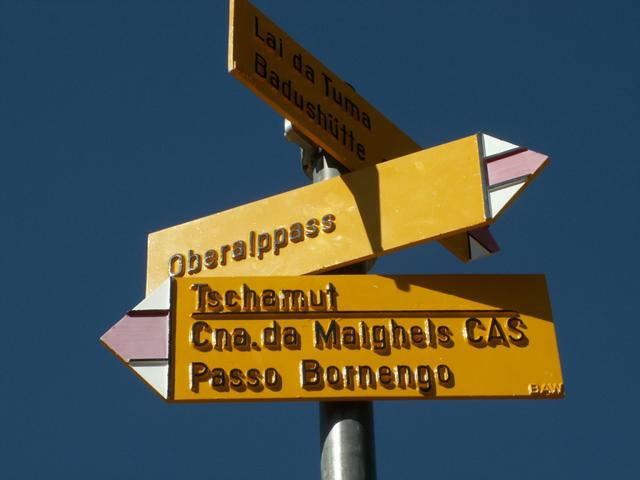 Lai da Tuma
Badushütte
Oberalppass
Tschamut
Cna.da Maighels CAS
Passo Bornengo
BAW